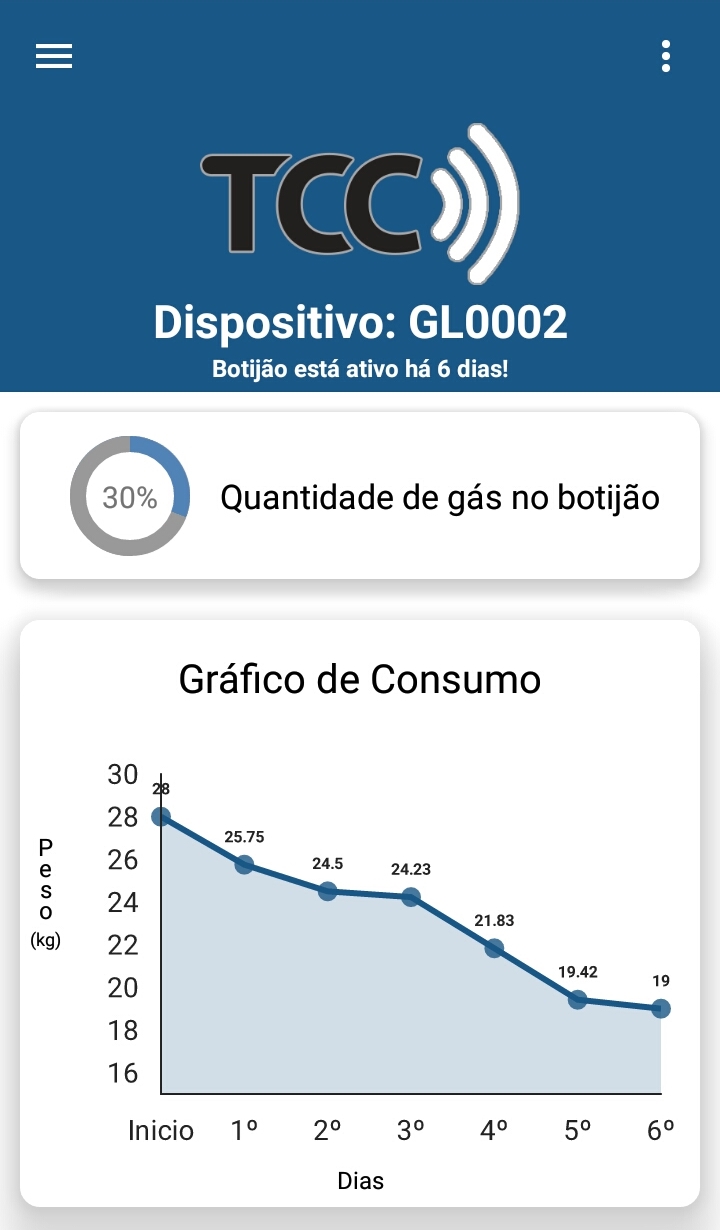 TCC
Dispositivo: GL0002
Botijão está ativo há 6 dias!
30%
Quantidade de gás no botijão
Gráfico de Consumo
Peso
(kg)
30
28
26
24
22
20
18
16
28
25.75
24.5
24.23
21.83
19.42
19
Inicio 1º 2º 3º 4º 5º 6º
Dias